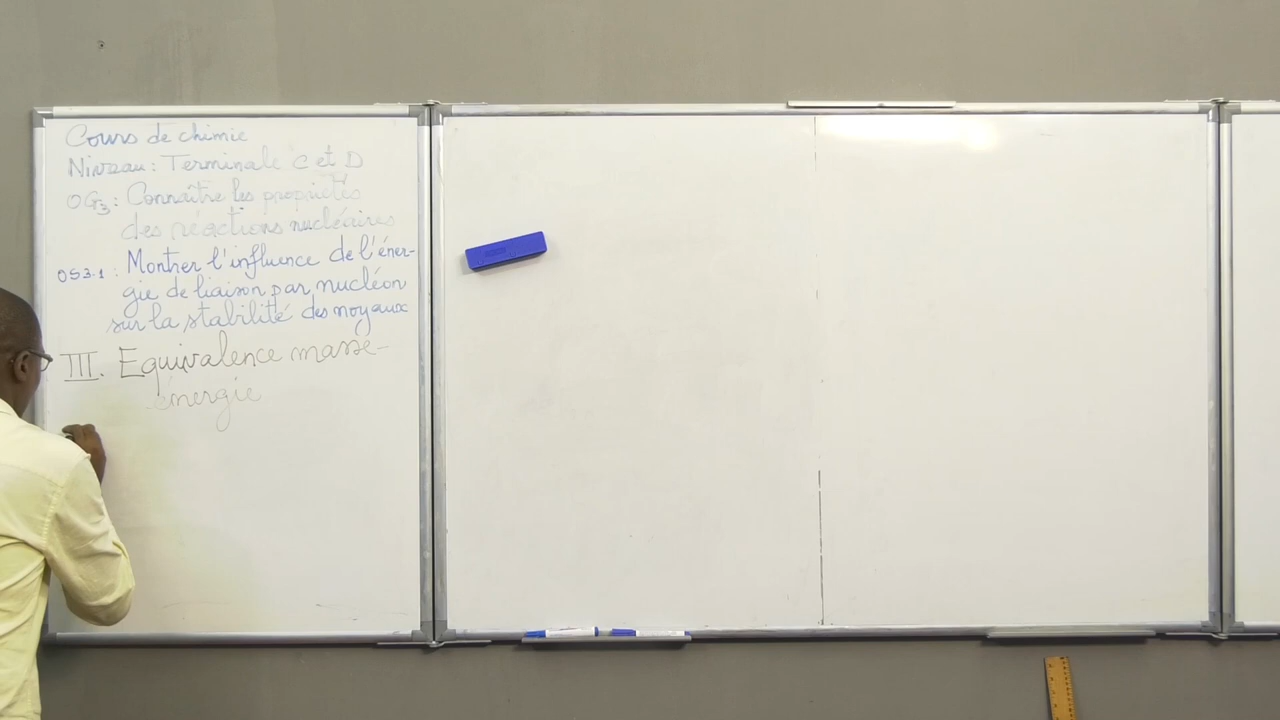 Cours de chimie
Niveau : Terminale C et D
OG3 : Connaître les propriétés
des réactions nucléaires
OS3.1 : Montrer l'influence de l'éner-
gie de liaison par nucléon
sur la stabilité des noyaux
III. Equivalence masse-
énergie